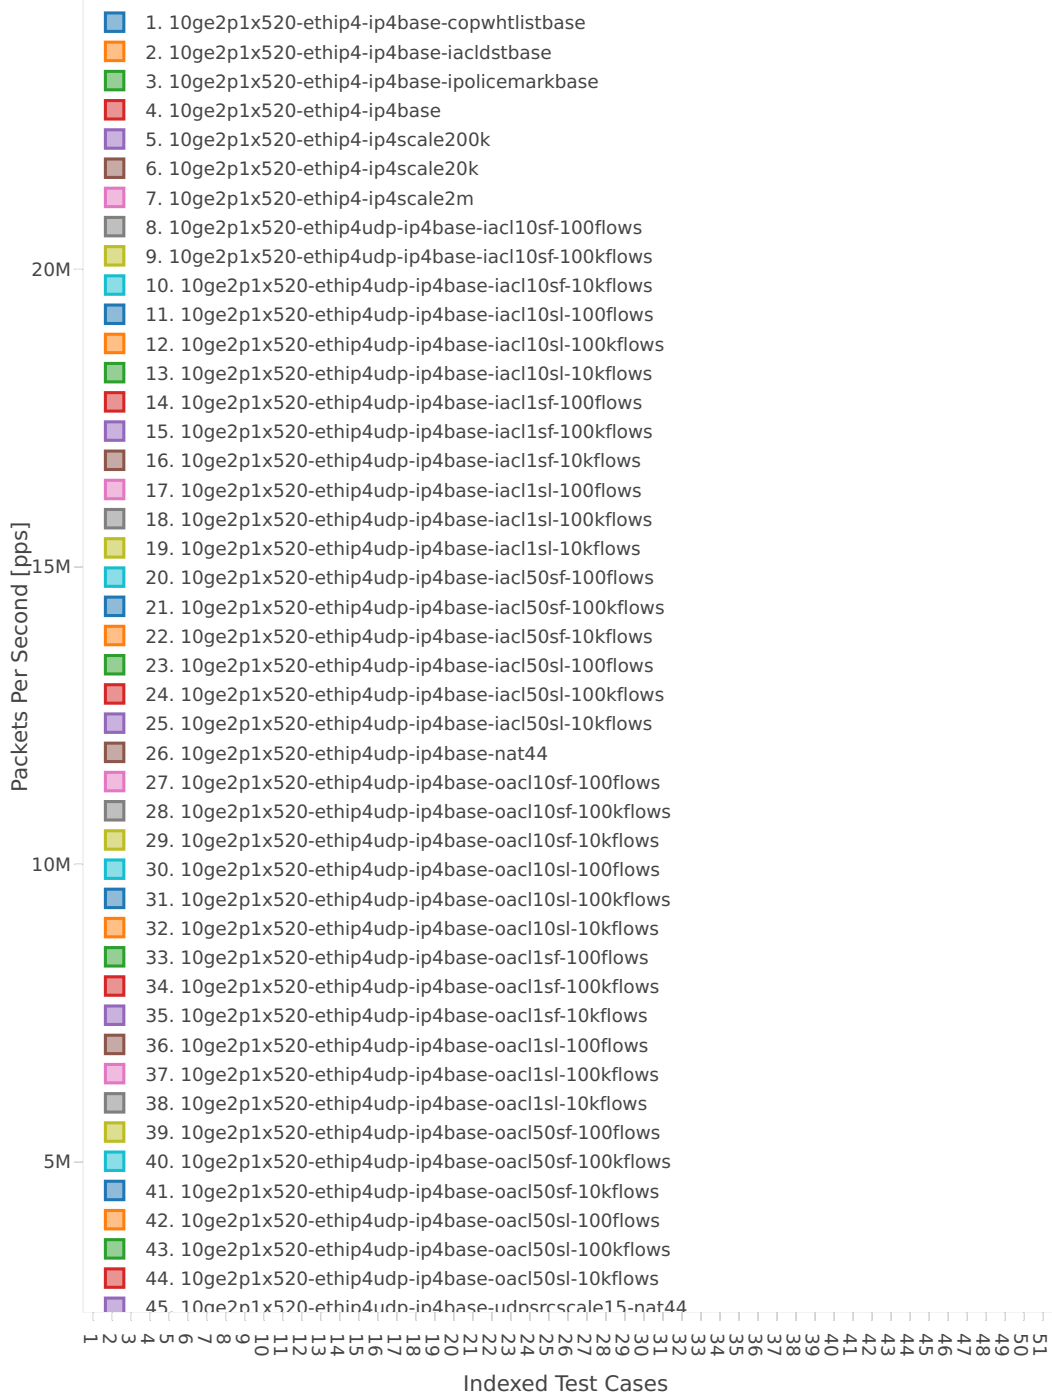 1. 10ge2p1x520-ethip4-ip4base-copwhtlistbase
2. 10ge2p1x520-ethip4-ip4base-iacldstbase
3. 10ge2p1x520-ethip4-ip4base-ipolicemarkbase
4. 10ge2p1x520-ethip4-ip4base
5. 10ge2p1x520-ethip4-ip4scale200k
6. 10ge2p1x520-ethip4-ip4scale20k
7. 10ge2p1x520-ethip4-ip4scale2m
8. 10ge2p1x520-ethip4udp-ip4base-iacl10sf-100flows
9. 10ge2p1x520-ethip4udp-ip4base-iacl10sf-100kflows
20M
10. 10ge2p1x520-ethip4udp-ip4base-iacl10sf-10kflows
11. 10ge2p1x520-ethip4udp-ip4base-iacl10sl-100flows
12. 10ge2p1x520-ethip4udp-ip4base-iacl10sl-100kflows
13. 10ge2p1x520-ethip4udp-ip4base-iacl10sl-10kflows
14. 10ge2p1x520-ethip4udp-ip4base-iacl1sf-100flows
15. 10ge2p1x520-ethip4udp-ip4base-iacl1sf-100kflows
16. 10ge2p1x520-ethip4udp-ip4base-iacl1sf-10kflows
17. 10ge2p1x520-ethip4udp-ip4base-iacl1sl-100flows
18. 10ge2p1x520-ethip4udp-ip4base-iacl1sl-100kflows
19. 10ge2p1x520-ethip4udp-ip4base-iacl1sl-10kflows
15M
20. 10ge2p1x520-ethip4udp-ip4base-iacl50sf-100flows
21. 10ge2p1x520-ethip4udp-ip4base-iacl50sf-100kflows
22. 10ge2p1x520-ethip4udp-ip4base-iacl50sf-10kflows
23. 10ge2p1x520-ethip4udp-ip4base-iacl50sl-100flows
24. 10ge2p1x520-ethip4udp-ip4base-iacl50sl-100kflows
25. 10ge2p1x520-ethip4udp-ip4base-iacl50sl-10kflows
26. 10ge2p1x520-ethip4udp-ip4base-nat44
27. 10ge2p1x520-ethip4udp-ip4base-oacl10sf-100flows
28. 10ge2p1x520-ethip4udp-ip4base-oacl10sf-100kflows
29. 10ge2p1x520-ethip4udp-ip4base-oacl10sf-10kflows
10M
30. 10ge2p1x520-ethip4udp-ip4base-oacl10sl-100flows
31. 10ge2p1x520-ethip4udp-ip4base-oacl10sl-100kflows
32. 10ge2p1x520-ethip4udp-ip4base-oacl10sl-10kflows
33. 10ge2p1x520-ethip4udp-ip4base-oacl1sf-100flows
34. 10ge2p1x520-ethip4udp-ip4base-oacl1sf-100kflows
35. 10ge2p1x520-ethip4udp-ip4base-oacl1sf-10kflows
36. 10ge2p1x520-ethip4udp-ip4base-oacl1sl-100flows
37. 10ge2p1x520-ethip4udp-ip4base-oacl1sl-100kflows
38. 10ge2p1x520-ethip4udp-ip4base-oacl1sl-10kflows
39. 10ge2p1x520-ethip4udp-ip4base-oacl50sf-100flows
5M
40. 10ge2p1x520-ethip4udp-ip4base-oacl50sf-100kflows
41. 10ge2p1x520-ethip4udp-ip4base-oacl50sf-10kflows
42. 10ge2p1x520-ethip4udp-ip4base-oacl50sl-100flows
43. 10ge2p1x520-ethip4udp-ip4base-oacl50sl-100kflows
44. 10ge2p1x520-ethip4udp-ip4base-oacl50sl-10kflows
45. 10ge2p1x520-ethip4udp-ip4base-udpsrcscale15-nat44
Packets Per Second [pps]
1 2 3 4 5 6 7 8 9 10 11 12 13 14 15 16 17 18 19 20 21 22 23 24 25 26 27 28 29 30 31 32 33 34 35 36 37 38 39 40 41 42 43 44 45 46 47 48 49 50 51
Indexed Test Cases